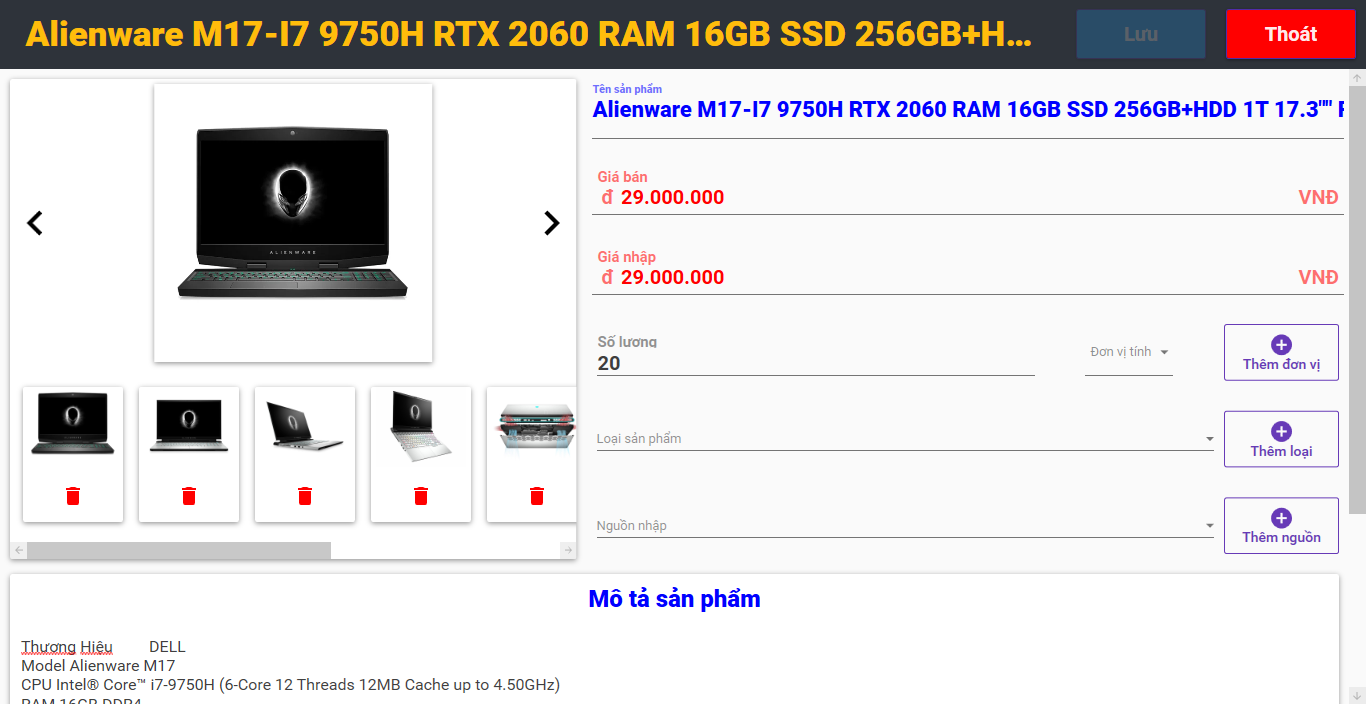 Alienware M17-I7 9750H RTX 2060 RAM 16GB SSD 256GB+H...
Lưu
Thoát
ALIENWARE
Tên sản phẩm
Alienware M17-I7 9750H RTX 2060 RAM 16GB SSD 256GB+HDD 1T 17.3""
Giá bán
đ 29.000.000 VNĐ
Giá nhập
đ 29.000.000 VNĐ
Số lượng
20
Đơn vị tính
Thêm đơn vị
Loại sản phẩm
Thêm loại
Nguồn nhập
Thêm nguồn
Mô tả sản phẩm
Thương Hiệu DELL
Model Alienware M17
CPU Intel® Core™ i7-9750H (6-Core 12 Threads 12MB Cache up to 4.50GHz)
RAM 16GB DDR4